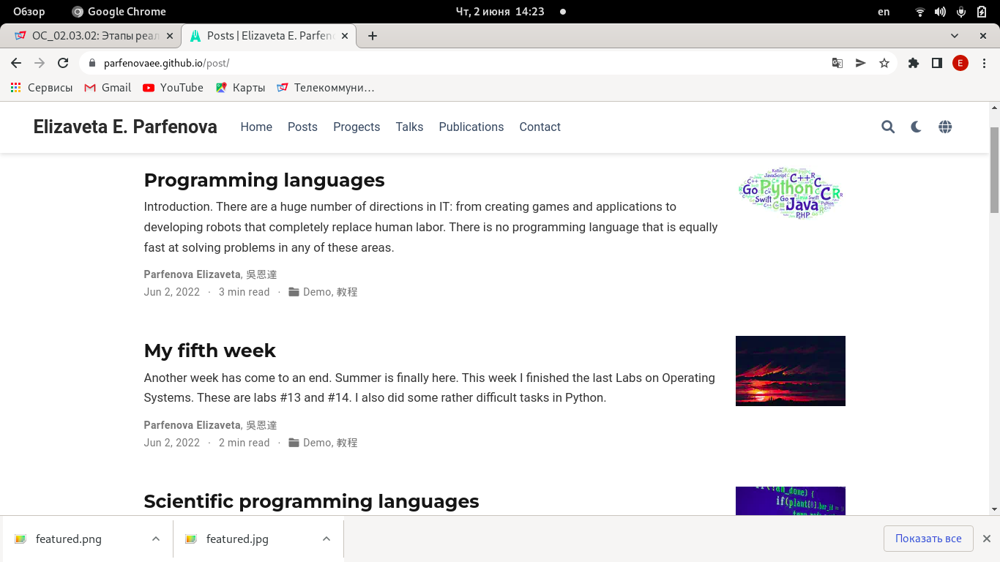 Обзор Google Chrome Чт, 2 июня 14:23 en
ОС_02.03.02: Этапы реал Posts | Elizaveta E. Parfen
parfenovaee.github.io/post/ E
Сервисы Gmail YouTube Карты Телекоммуни…
Elizaveta E. Parfenova Home Posts Progects Talks Publications Contact
Programming languages
Introduction. There are a huge number of directions in IT: from creating games and applications to
developing robots that completely replace human labor. There is no programming language that is equally
fast at solving problems in any of these areas.
Parfenova Elizaveta, 吳恩達
Jun 2, 2022 · 3 min read · Demo, 教程
Kotlin JavaScript C++ R
Go Python C R
Swift Go Java Swift Python
PHP
My fifth week
Another week has come to an end. Summer is finally here. This week I finished the last Labs on Operating
Systems. These are labs #13 and #14. I also did some rather difficult tasks in Python.
Parfenova Elizaveta, 吳恩達
Jun 2, 2022 · 2 min read · Demo, 教程
Scientific programming languages
if(plant[0].bar_id =
featured.png featured.jpg Показать все